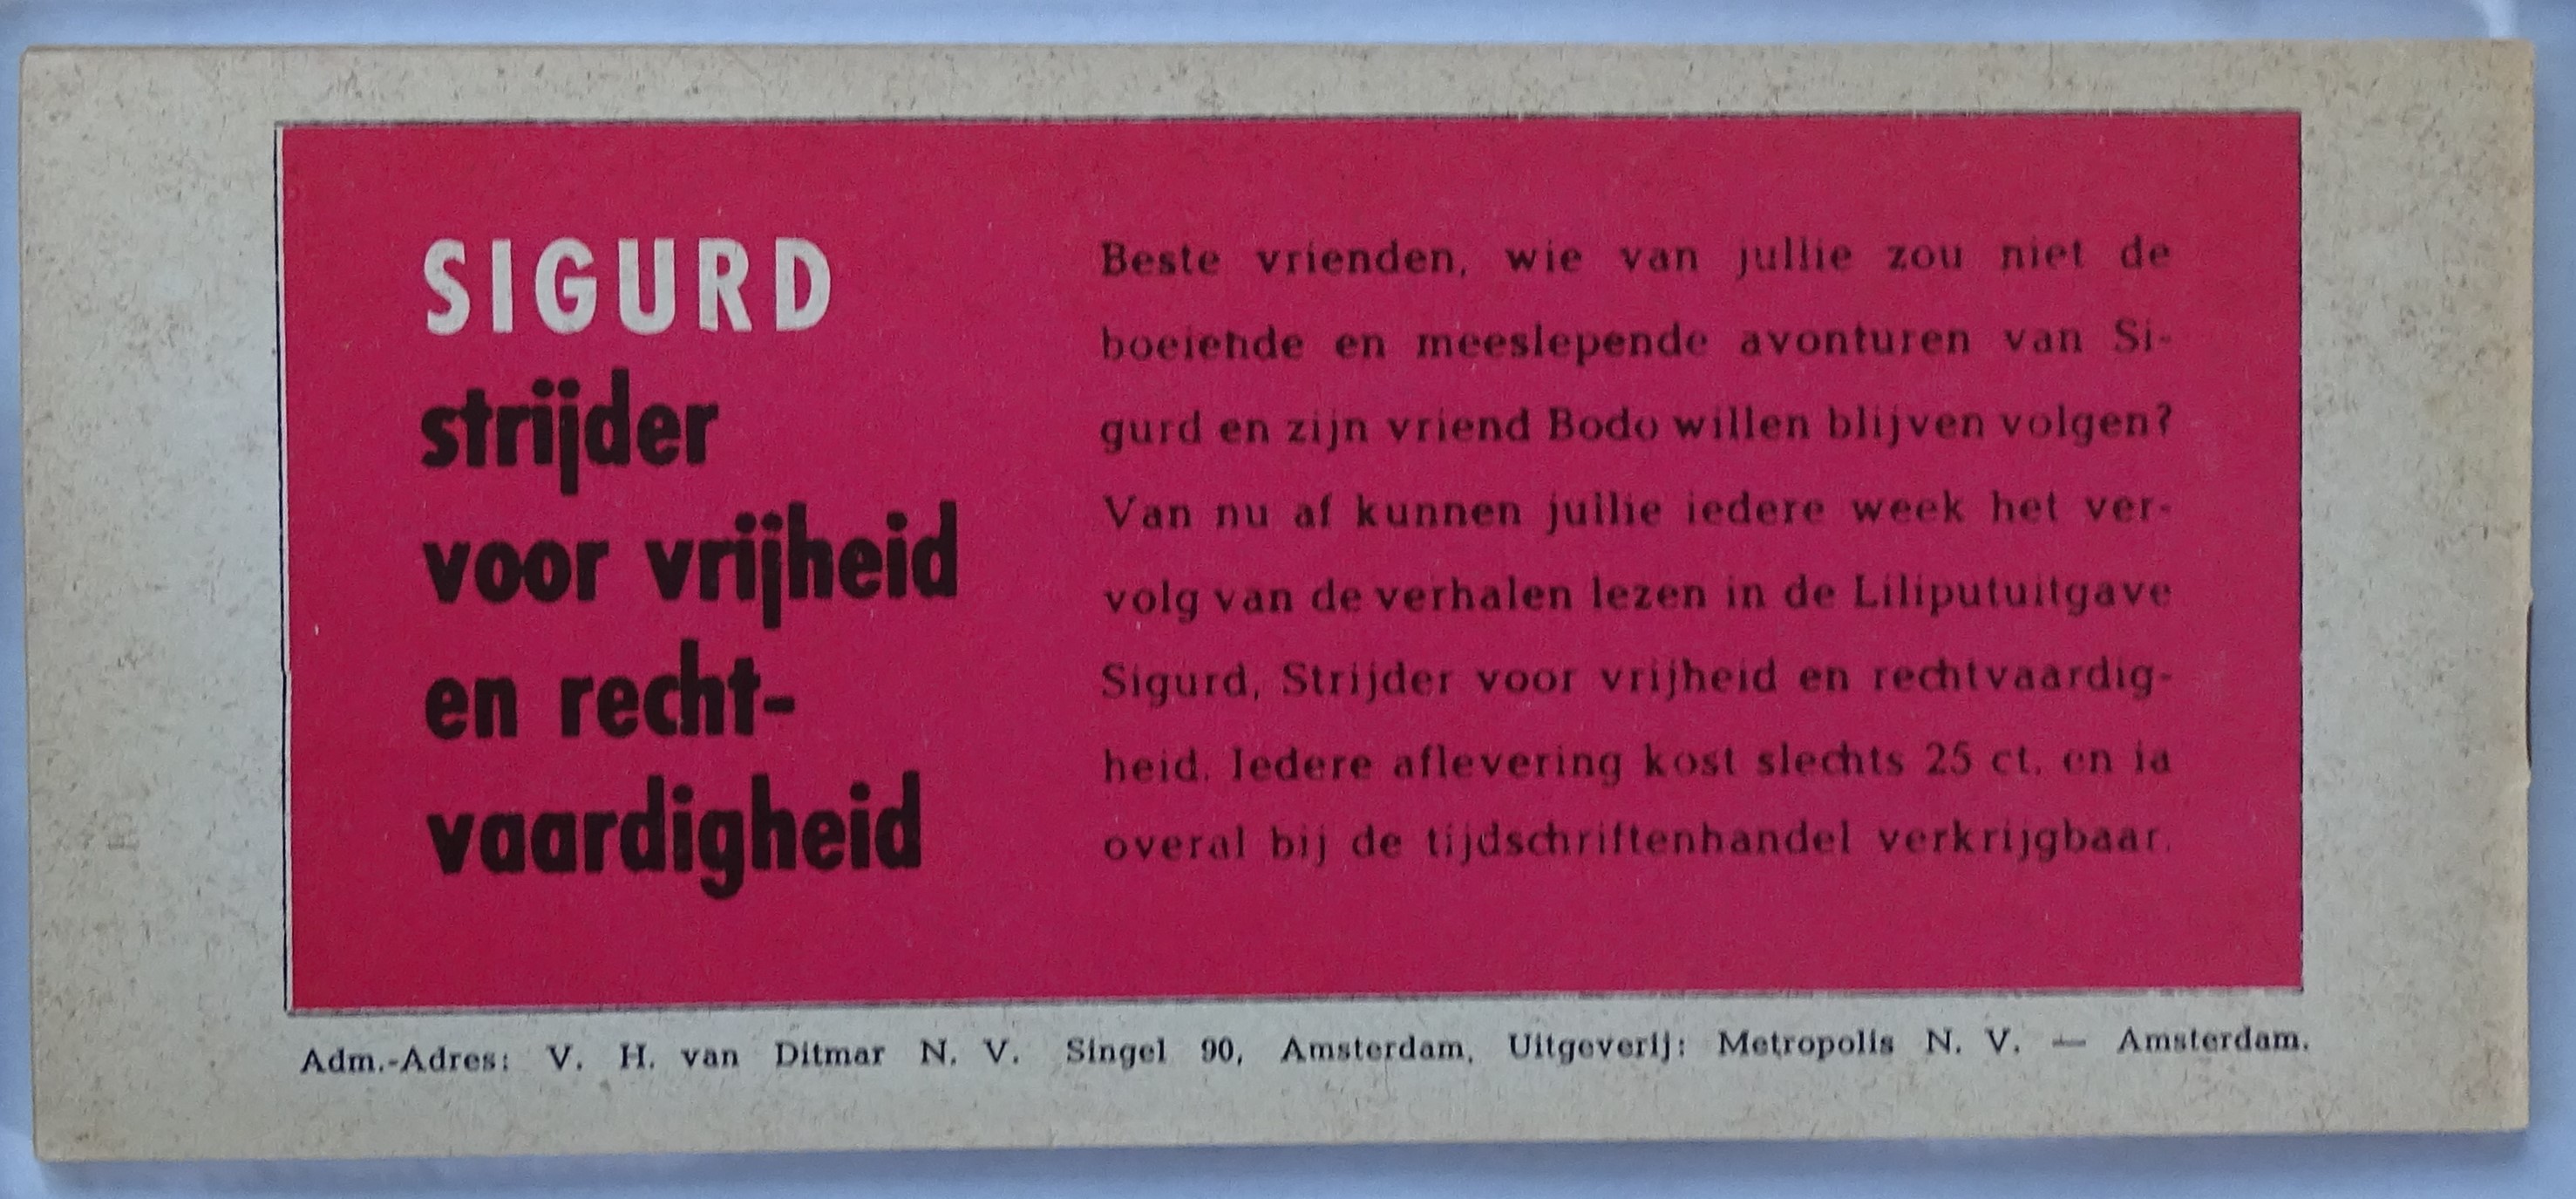 SIGURD
strijder
voor vrijheid
en recht-
vaardigheid
Beste vrienden, wie van jullie zou niet de
boeiende en meeslepende avonturen van Si-
gurd en zijn vriend Bodo willen blijven volgen?
Van nu af kunnen jullie iedere week het ver-
volg van de verhalen lezen in de Liliputuitgave
Sigurd, Strijder voor vrijheid en rechtvaardig-
heid. Iedere aflevering kost slechts 25 ct. en is
overal bij de tijdschriftenhandel verkrijgbaar.
Adm.-Adres: V. H. van Ditmar N. V. Singel 90, Amsterdam, Uitgeverij: Metropolis N. V. — Amsterdam.